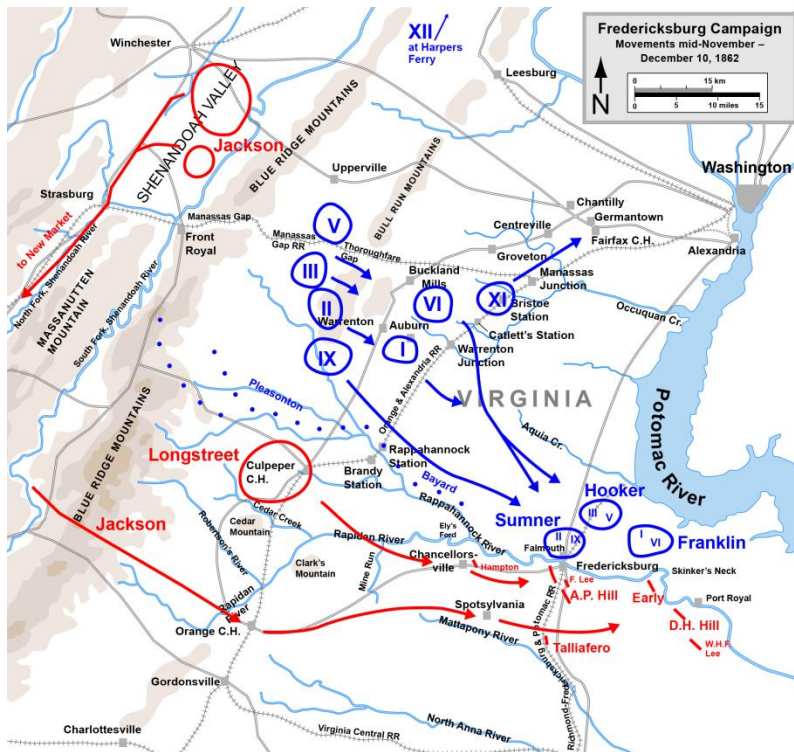 Fredericksburg Campaign
Movements mid-November –
December 10, 1862
N
0 15 km
0 5 10 miles 15
XII
at Harpers
Ferry
Winchester
Leesburg
SHENANDOAH VALLEY
Jackson
BLUE RIDGE MOUNTAINS
BULL RUN MOUNTAINS
Upperville
Washington
Strasburg
to New Market
North Fork, Shenandoah River
MASSANUTTEN
MOUNTAIN
South Fork, Shenandoah River
Manassas Gap
Front
Royal
Manassas
Gap RR
Thoroughfare
Gap
Chantilly
Germantown
Centreville
Fairfax C.H.
Alexandria
Groveton
V
III
II
IX
Buckland
Mills
VI
XI
Manassas
Junction
Bristoe
Station
Occuquan Cr.
Warrenton
Auburn
I
Catlett's Station
Warrenton
Junction
Orange & Alexandria RR
VIRGINIA
Potomac River
Pleasonton
Aquia Cr.
Longstreet
Culpeper
C.H.
Rappahannock
Station
Brandy
Station
Bayard
Rappahannock River
BLUE RIDGE MOUNTAINS
Jackson
Cedar Creek
Cedar
Mountain
Robertson's River
Rapidan River
Ely's
Ford
Clark's
Mountain
Mine Run
Chancellors-
ville
Hampton
Sumner
Hooker
III V
II IX
Falmouth
I VI
Franklin
Fredericksburg
Skinker's Neck
F. Lee
A.P. Hill
Early
Port Royal
D.H. Hill
W.H.F.
Lee
Rapidan
River
Orange C.H.
Spotsylvania
Mattapony River
Talliafero
Richmond-Fredericksburg & Potomac RR
Gordonsville
Charlottesville
Virginia Central RR
North Anna River